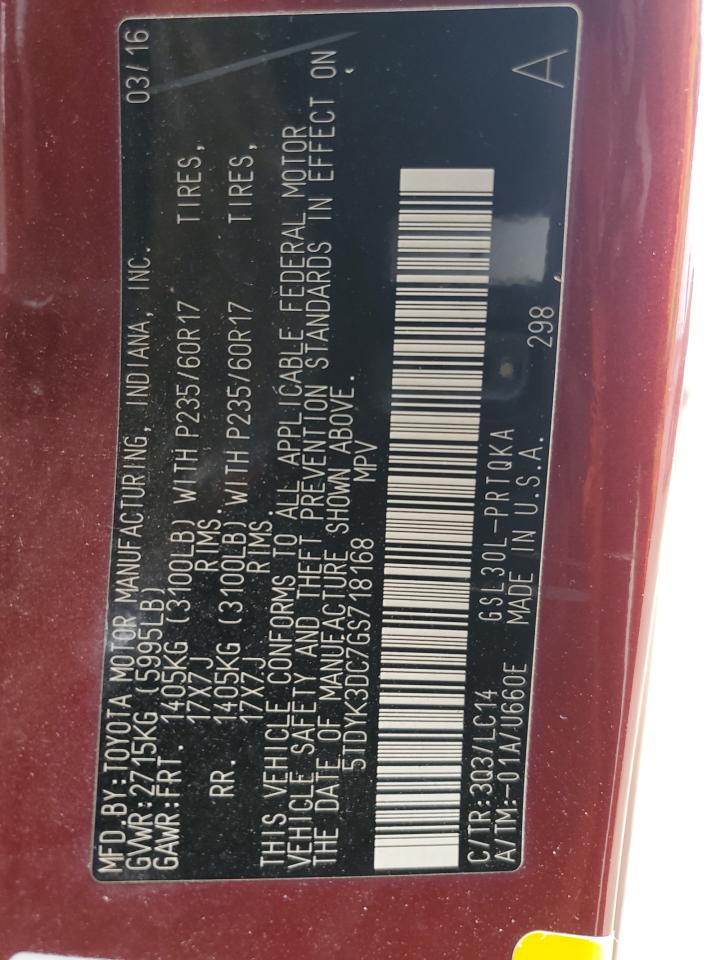 MFD.BY:TOYOTA MOTOR MANUFACTURING, INDIANA, INC. 03/16
GVWR:2715KG (5995LB)
GAWR:FRT. 1405KG (3100LB) WITH P235/60R17 TIRES,
17X7J RIMS.
RR. 1405KG (3100LB) WITH P235/60R17 TIRES,
17X7J RIMS.
THIS VEHICLE CONFORMS TO ALL APPLICABLE FEDERAL MOTOR
VEHICLE SAFETY AND THEFT PREVENTION STANDARDS IN EFFECT ON
THE DATE OF MANUFACTURE SHOWN ABOVE.
5TDYK3DC7GS718168 MPV
C/TR:3Q3/LC14 GSL30L-PRTQKA
A/TM:-01A/U660E MADE IN U.S.A. 298 A